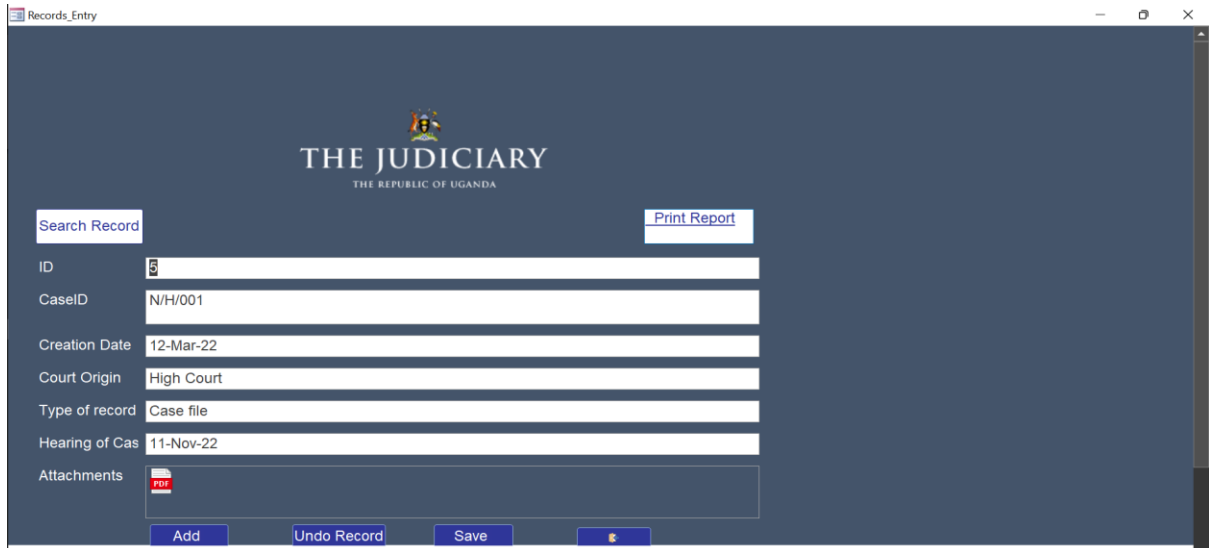 Records_Entry
THE JUDICIARY
THE REPUBLIC OF UGANDA
Search Record
Print Report
ID 5
CaseID N/H/001
Creation Date 12-Mar-22
Court Origin High Court
Type of record Case file
Hearing of Cas 11-Nov-22
Attachments
PDF
Add Undo Record Save